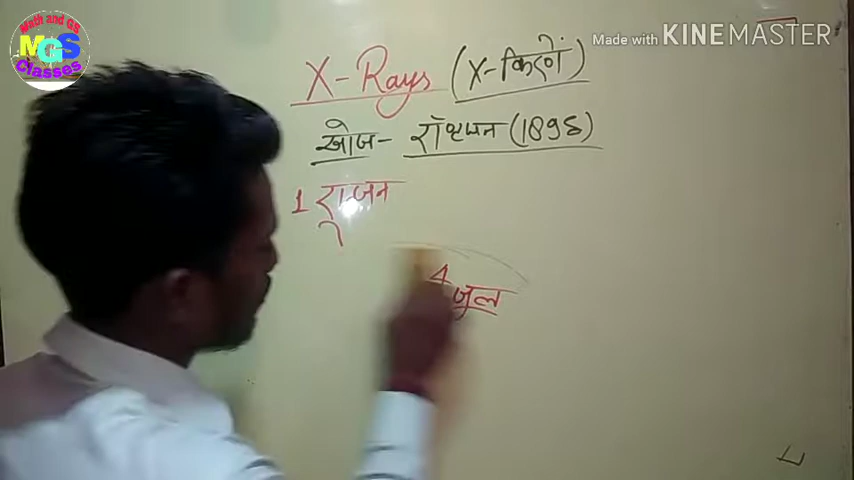 Math and GS
MGS
Classes
Made with KINEMASTER
X-Rays (X-किरणें)
खोज- रॉण्टजन (1895)
1 राजन
4
जूल